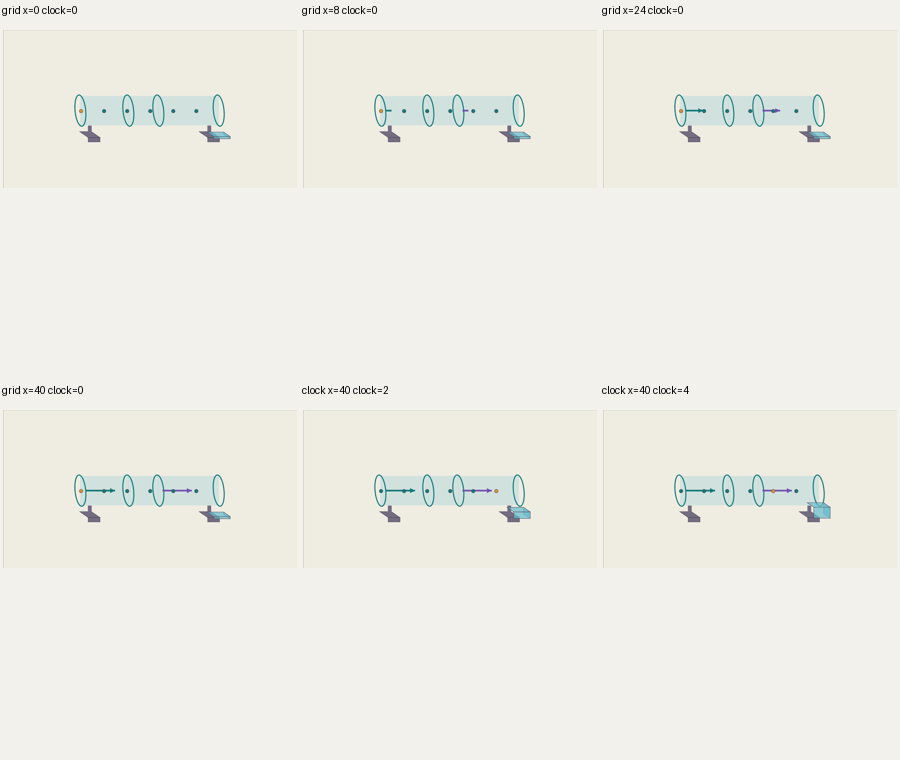 grid x=0 clock=0
grid x=8 clock=0
grid x=24 clock=0
grid x=40 clock=0
clock x=40 clock=2
clock x=40 clock=4